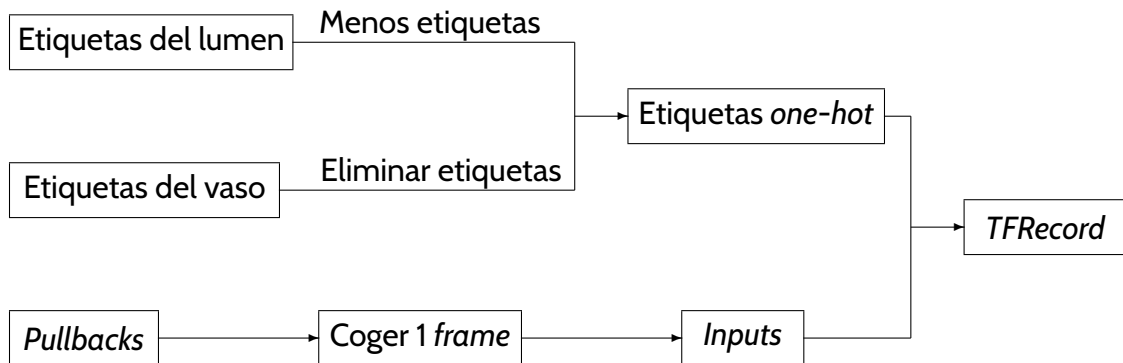 Etiquetas del lumen
Menos etiquetas
Etiquetas one-hot
Etiquetas del vaso
Eliminar etiquetas
TFRecord
Pullbacks
Coger 1 frame
Inputs